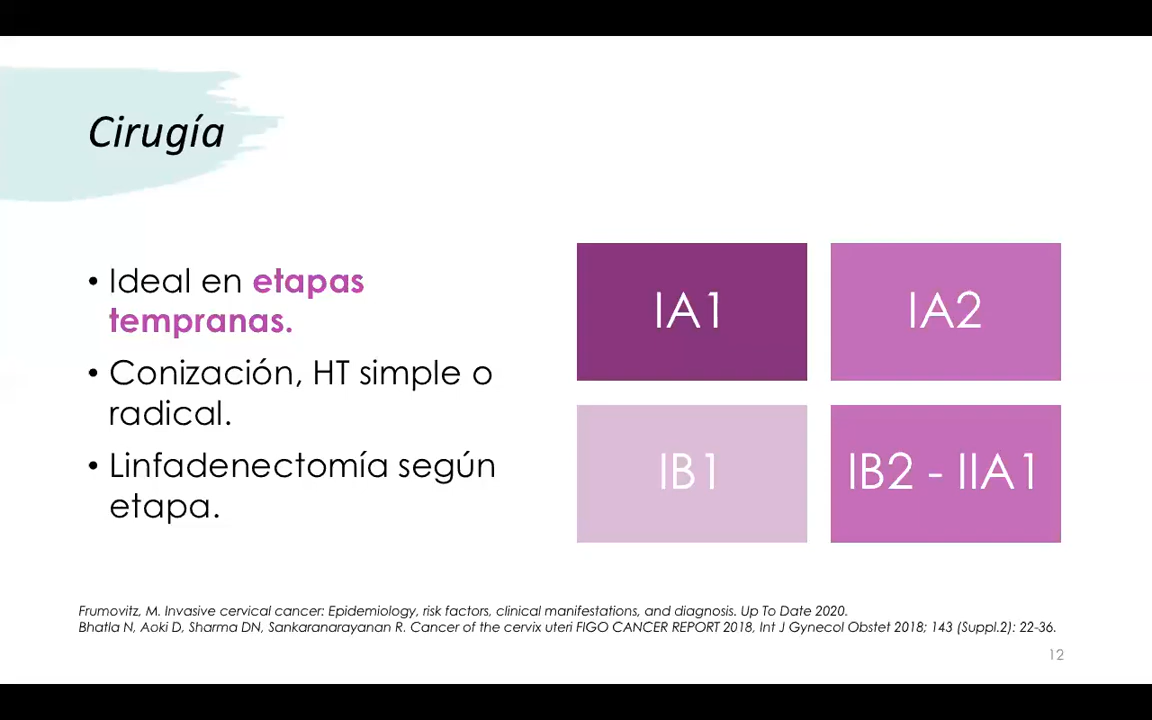 Cirugía
• Ideal en etapas
tempranas.
• Conización, HT simple o
radical.
• Linfadenectomía según
etapa.
IA1
IA2
IB1
IB2 - IIA1
Frumovitz, M. Invasive cervical cancer: Epidemiology, risk factors, clinical manifestations, and diagnosis. Up To Date 2020.
Bhatla N, Aoki D, Sharma DN, Sankaranarayanan R. Cancer of the cervix uteri FIGO CANCER REPORT 2018, Int J Gynecol Obstet 2018; 143 (Suppl.2): 22-36.
12